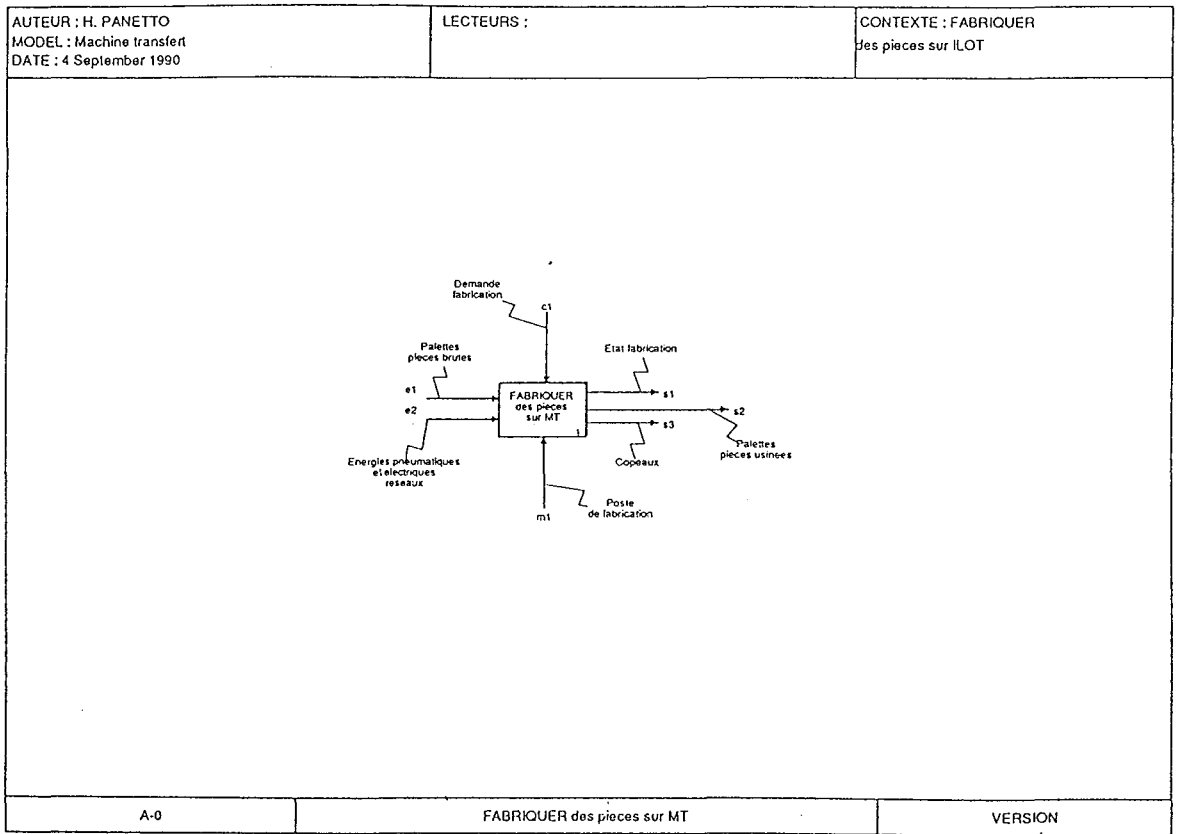 AUTEUR : H. PANETTO
MODEL : Machine transfert
DATE : 4 September 1990
LECTEURS :
CONTEXTE : FABRIQUER
des pieces sur ILOT
Demande
fabrication
c1
Palettes
pieces brutes
Etat fabrication
e1
e2
FABRIQUER
des pieces
sur MT
1
s1
s2
s3
Energies pneumatiques
et electriques
reseaux
Copeaux
Palettes
pieces usinees
Poste
de fabrication
m1
A-0
FABRIQUER des pieces sur MT
VERSION